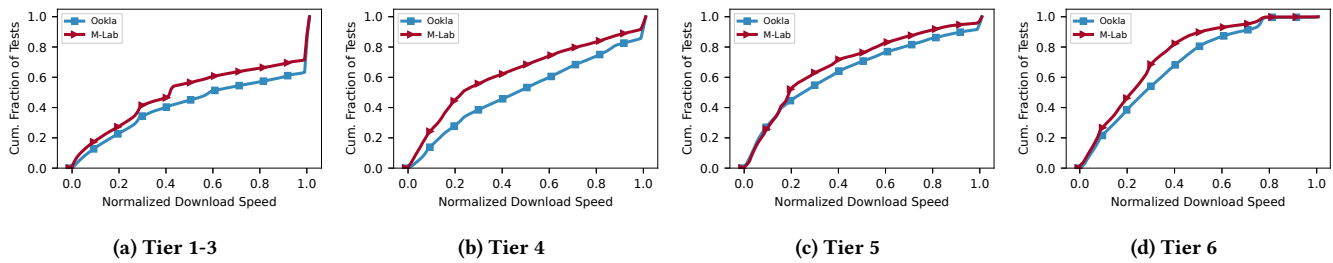 Cum. Fraction of Tests
1.0
0.8
0.6
0.4
0.2
0.0
Ookla
M-Lab
0.0 0.2 0.4 0.6 0.8 1.0
Normalized Download Speed
(a) Tier 1-3
Cum. Fraction of Tests
1.0
0.8
0.6
0.4
0.2
0.0
Ookla
M-Lab
0.0 0.2 0.4 0.6 0.8 1.0
Normalized Download Speed
(b) Tier 4
Cum. Fraction of Tests
1.0
0.8
0.6
0.4
0.2
0.0
Ookla
M-Lab
0.0 0.2 0.4 0.6 0.8 1.0
Normalized Download Speed
(c) Tier 5
Cum. Fraction of Tests
1.0
0.8
0.6
0.4
0.2
0.0
Ookla
M-Lab
0.0 0.2 0.4 0.6 0.8 1.0
Normalized Download Speed
(d) Tier 6